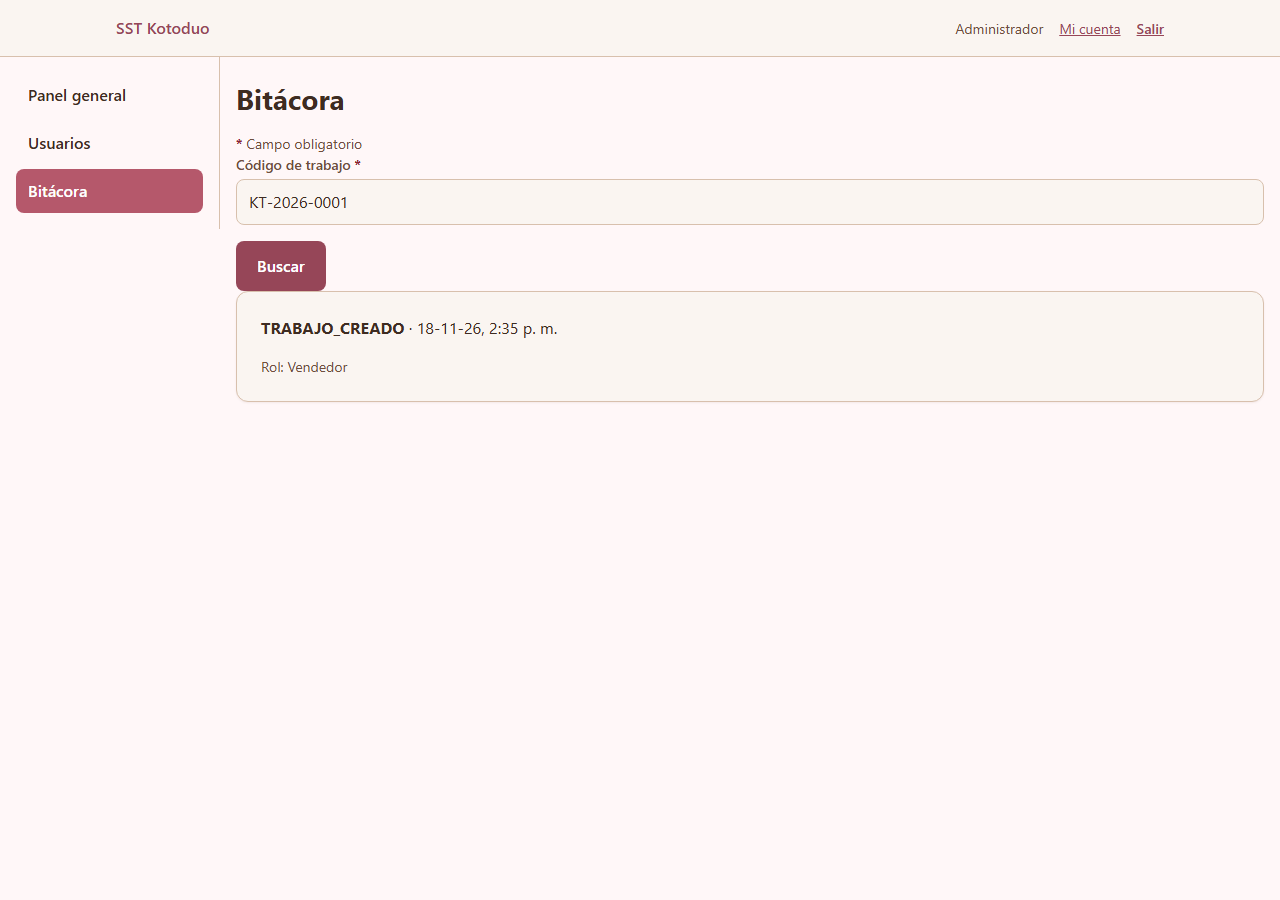 SST Kotoduo
Administrador Mi cuenta Salir
Panel general
Usuarios
Bitácora
Bitácora
* Campo obligatorio
Código de trabajo *
KT-2026-0001
Buscar
TRABAJO_CREADO · 18-11-26, 2:35 p. m.
Rol: Vendedor